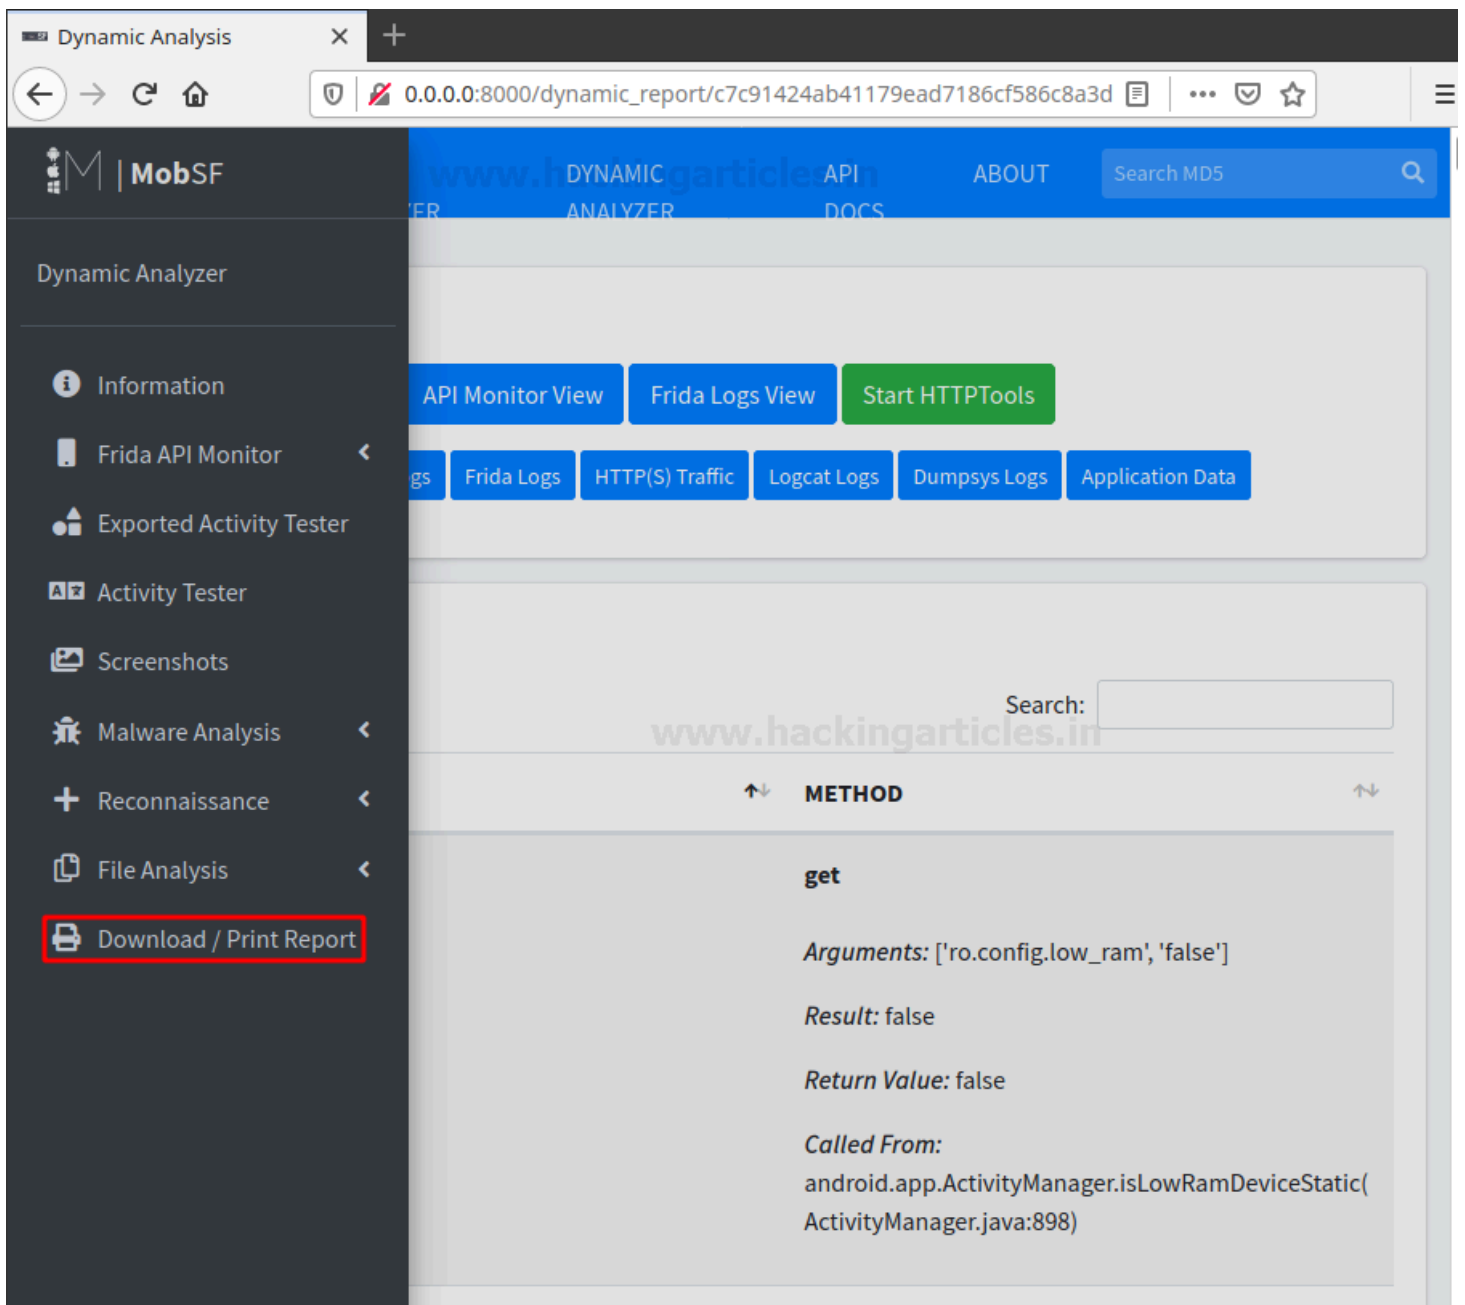 Dynamic Analysis
0.0.0.0:8000/dynamic_report/c7c91424ab41179ead7186cf586c8a3d
| MobSF
DYNAMIC ANALYZER
API DOCS
ABOUT
Search MD5
www.hackingarticles.in
Dynamic Analyzer
Information
Frida API Monitor
Exported Activity Tester
Activity Tester
Screenshots
Malware Analysis
Reconnaissance
File Analysis
Download / Print Report
API Monitor View
Frida Logs View
Start HTTPTools
gs
Frida Logs
HTTP(S) Traffic
Logcat Logs
Dumpsys Logs
Application Data
Search:
www.hackingarticles.in
METHOD
get
Arguments: ['ro.config.low_ram', 'false']
Result: false
Return Value: false
Called From:
android.app.ActivityManager.isLowRamDeviceStatic(
ActivityManager.java:898)